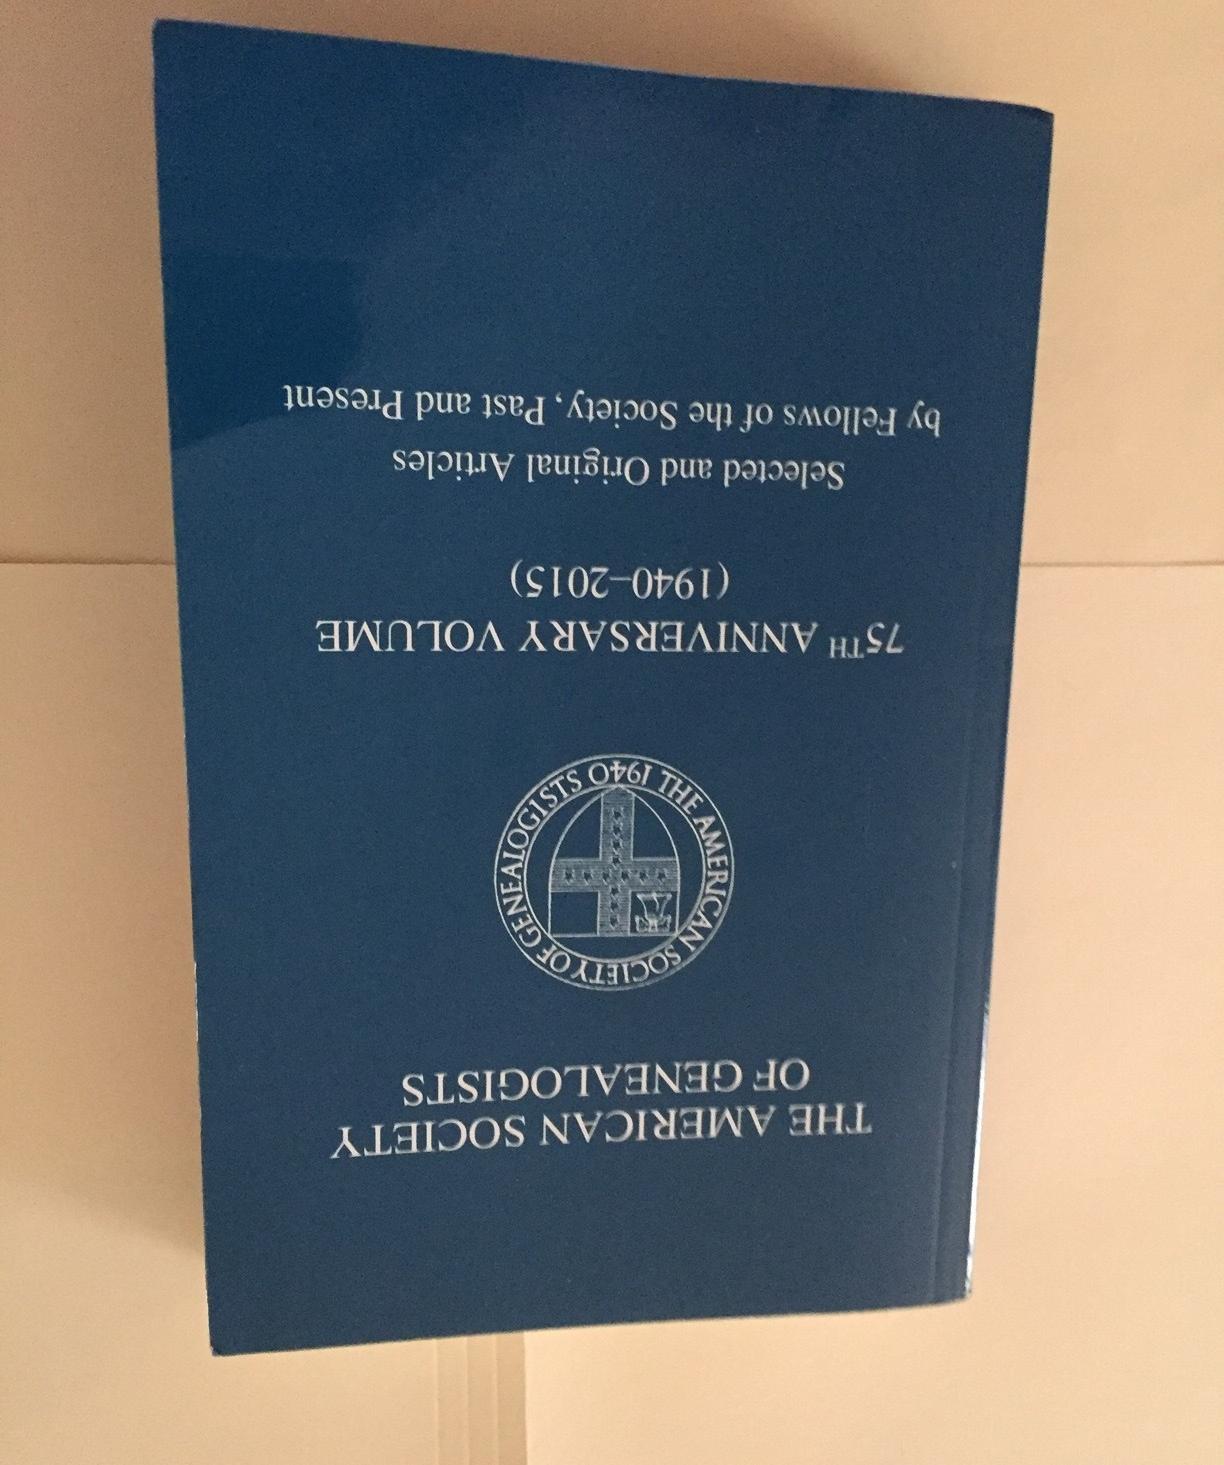 THE AMERICAN SOCIETY
OF GENEALOGISTS
THE AMERICAN SOCIETY OF GENEALOGISTS 1940
75TH ANNIVERSARY VOLUME
(1940–2015)
Selected and Original Articles
by Fellows of the Society, Past and Present